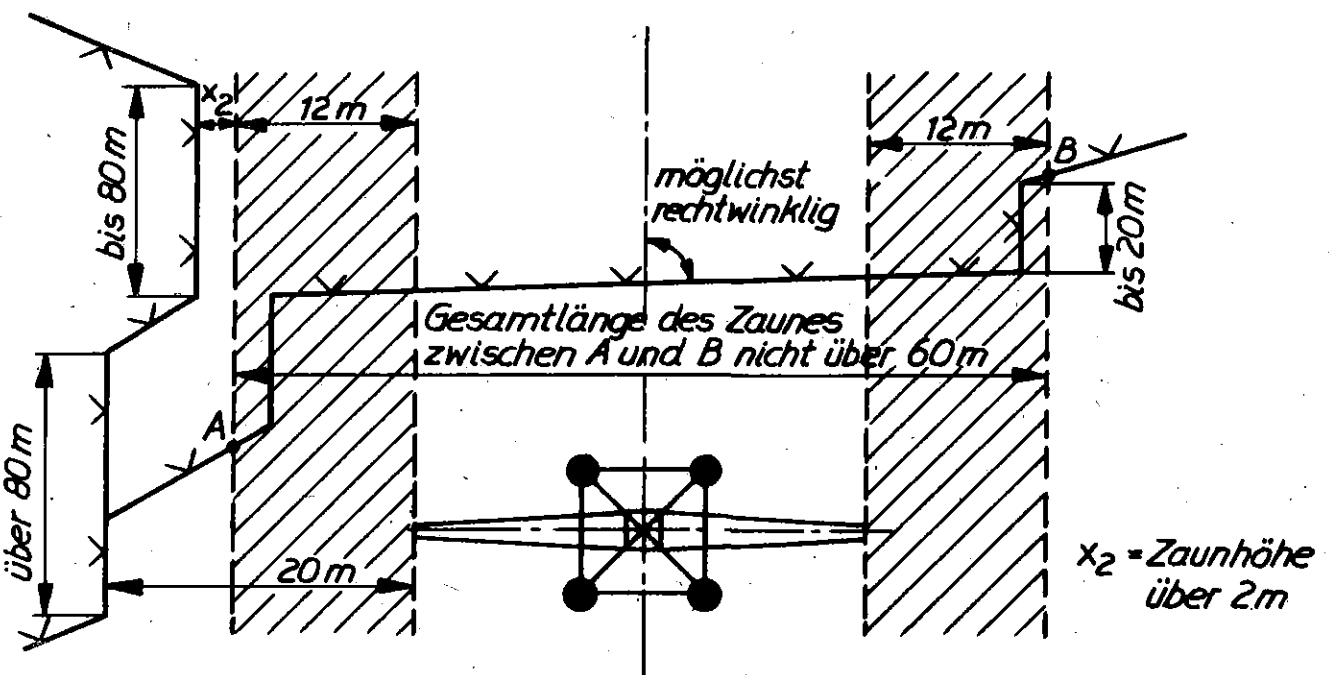 x₂
12m
12m
B
bis 80m
möglichst
rechtwinklig
bis 20m
Gesamtlänge des Zaunes
zwischen A und B nicht über 60m
A
über 80m
20m
x₂ = Zaunhöhe
über 2m